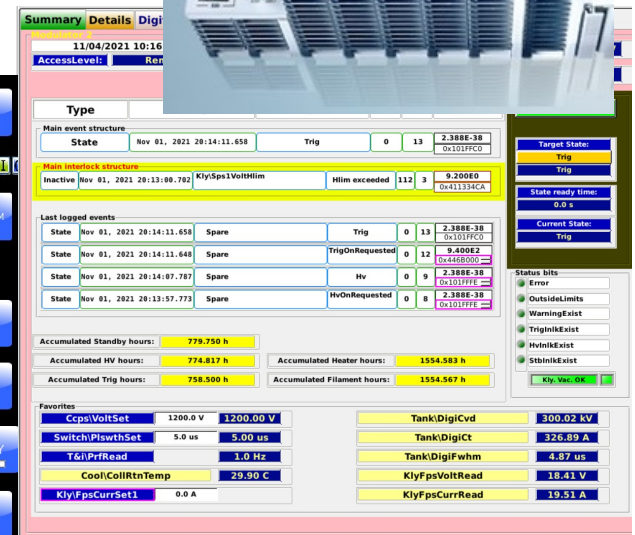 Summary Details Digi
Modulator 2
11/04/2021 10:16
AccessLevel: Ren
Type
Main event structure
State Nov 01, 2021 20:14:11.658 Trig 0 13 2.388E-38
0x101FFC0
Main interlock structure
Inactive Nov 01, 2021 20:13:00.702 Kly\Sps1VoltHlim Hlim exceeded 112 3 9.200E0
0x411334CA
Last logged events
State Nov 01, 2021 20:14:11.658 Spare Trig 0 13 2.388E-38
0x101FFC0
State Nov 01, 2021 20:14:11.648 Spare TrigOnRequested 0 12 9.400E2
0x446B000
State Nov 01, 2021 20:14:07.787 Spare Hv 0 9 2.388E-38
0x101FFFE
State Nov 01, 2021 20:13:57.773 Spare HvOnRequested 0 8 2.388E-38
0x101FFFE
Accumulated Standby hours: 779.750 h
Accumulated HV hours: 774.817 h Accumulated Heater hours: 1554.583 h
Accumulated Trig hours: 758.500 h Accumulated Filament hours: 1554.567 h
Target State:
Trig
Trig
State ready time:
0.0 s
Current State:
Trig
Status bits
Error
OutsideLimits
WarningExist
TrigInlkExist
HvInlkExist
StbInlkExist
Kly. Vac. OK
Favorites
Ccps\VoltSet 1200.0 V 1200.00 V Tank\DigiCvd 300.02 kV
Switch\PlswthSet 5.0 us 5.00 us Tank\DigiCt 326.89 A
T&i\PrfRead 1.0 Hz Tank\DigiFwhm 4.87 us
Cool\CollRtnTemp 29.90 C KlyFpsVoltRead 18.41 V
Kly\FpsCurrSet1 0.0 A KlyFpsCurrRead 19.51 A